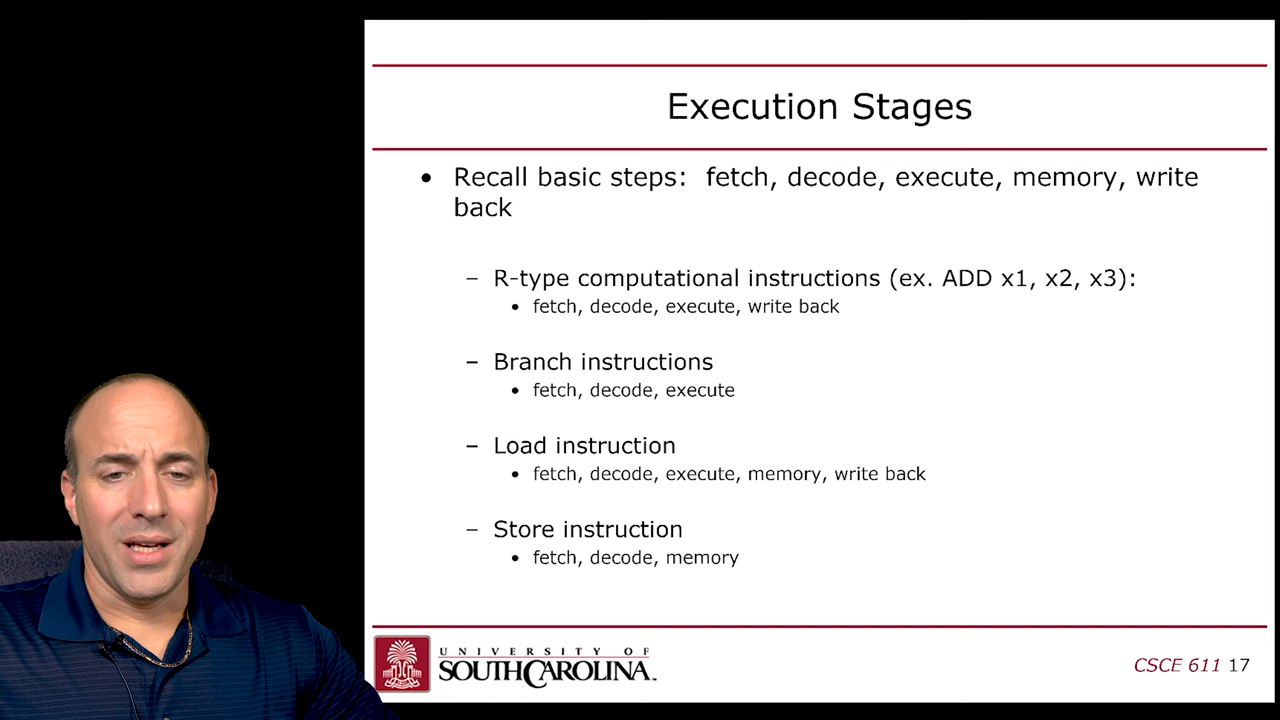 Execution Stages
• Recall basic steps: fetch, decode, execute, memory, write
back
– R-type computational instructions (ex. ADD x1, x2, x3):
• fetch, decode, execute, write back
– Branch instructions
• fetch, decode, execute
– Load instruction
• fetch, decode, execute, memory, write back
– Store instruction
• fetch, decode, memory
UNIVERSITY OF
SOUTH CAROLINA.
CSCE 611 17